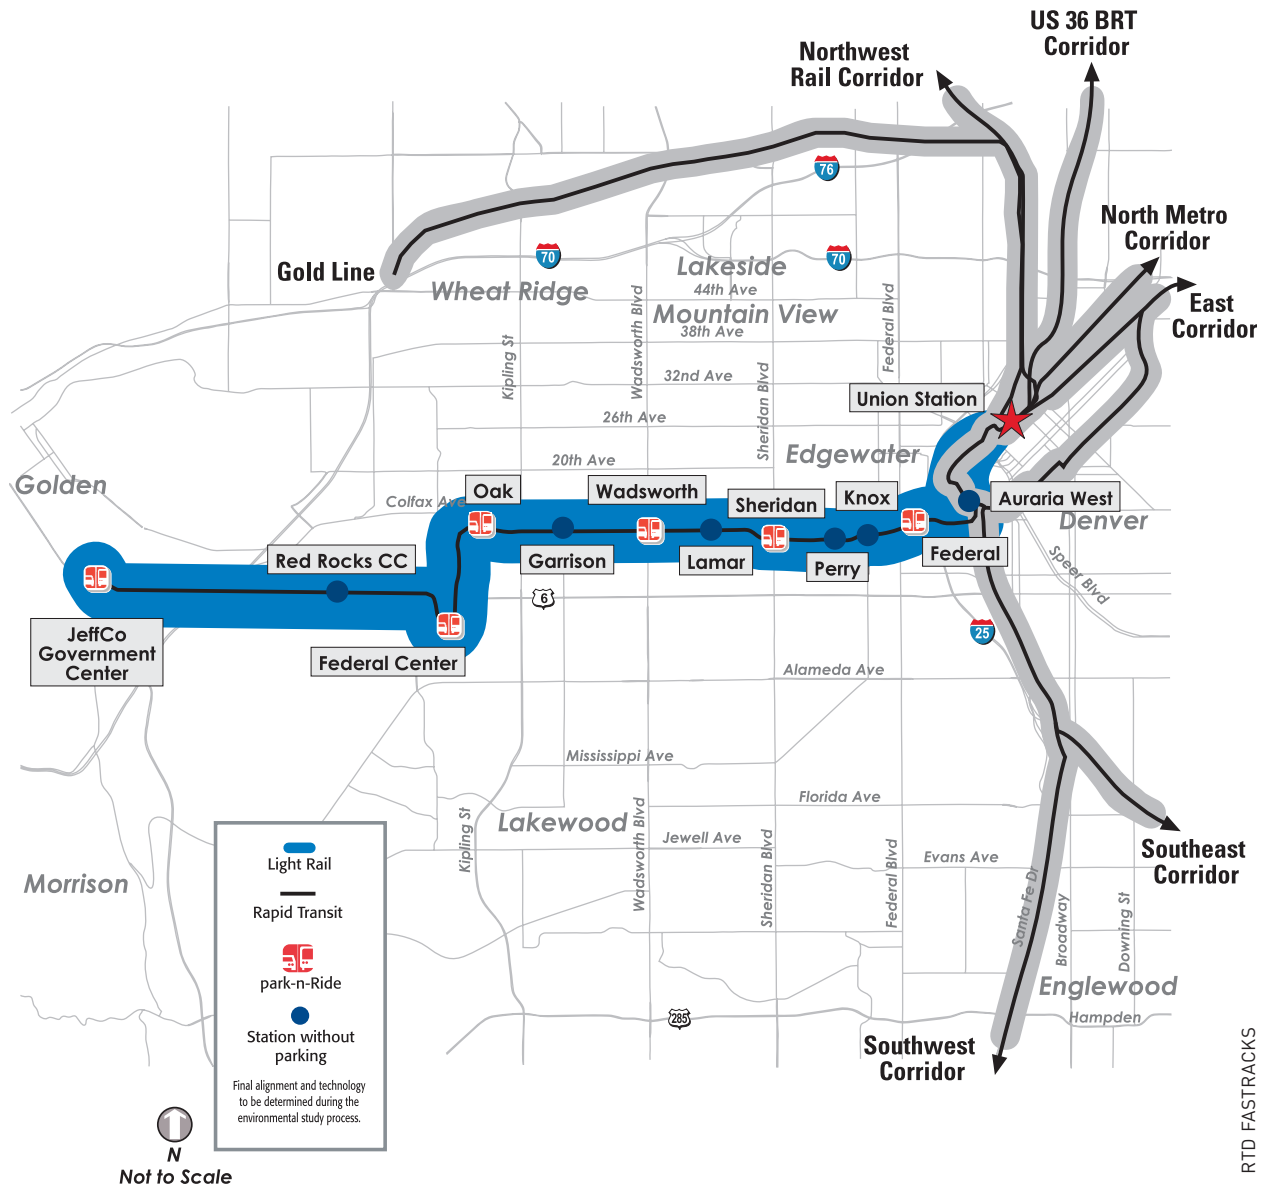 US 36 BRT
Corridor
Northwest
Rail Corridor
76
North Metro
Corridor
70
70
Gold Line
Lakeside
Wheat Ridge
44th Ave
East
Corridor
Mountain View
38th Ave
Kipling St
Wadsworth Blvd
Federal Blvd
32nd Ave
Sheridan Blvd
Union Station
26th Ave
Edgewater
20th Ave
Golden
Colfax Ave
Oak
Wadsworth
Sheridan
Knox
Auraria West
Denver
Red Rocks CC
Garrison
Lamar
Perry
Federal
Speer Blvd
6
25
JeffCo
Government
Center
Federal Center
Alameda Ave
Mississippi Ave
Florida Ave
Lakewood
Kipling St
Wadsworth Blvd
Jewell Ave
Sheridan Blvd
Federal Blvd
Evans Ave
Southeast
Corridor
Morrison
Santa Fe Dr
Broadway
Downing St
Englewood
285
Hampden
Southwest
Corridor
Light Rail
Rapid Transit
park-n-Ride
Station without
parking
Final alignment and technology
to be determined during the
environmental study process.
N
Not to Scale
RTD FASTRACKS